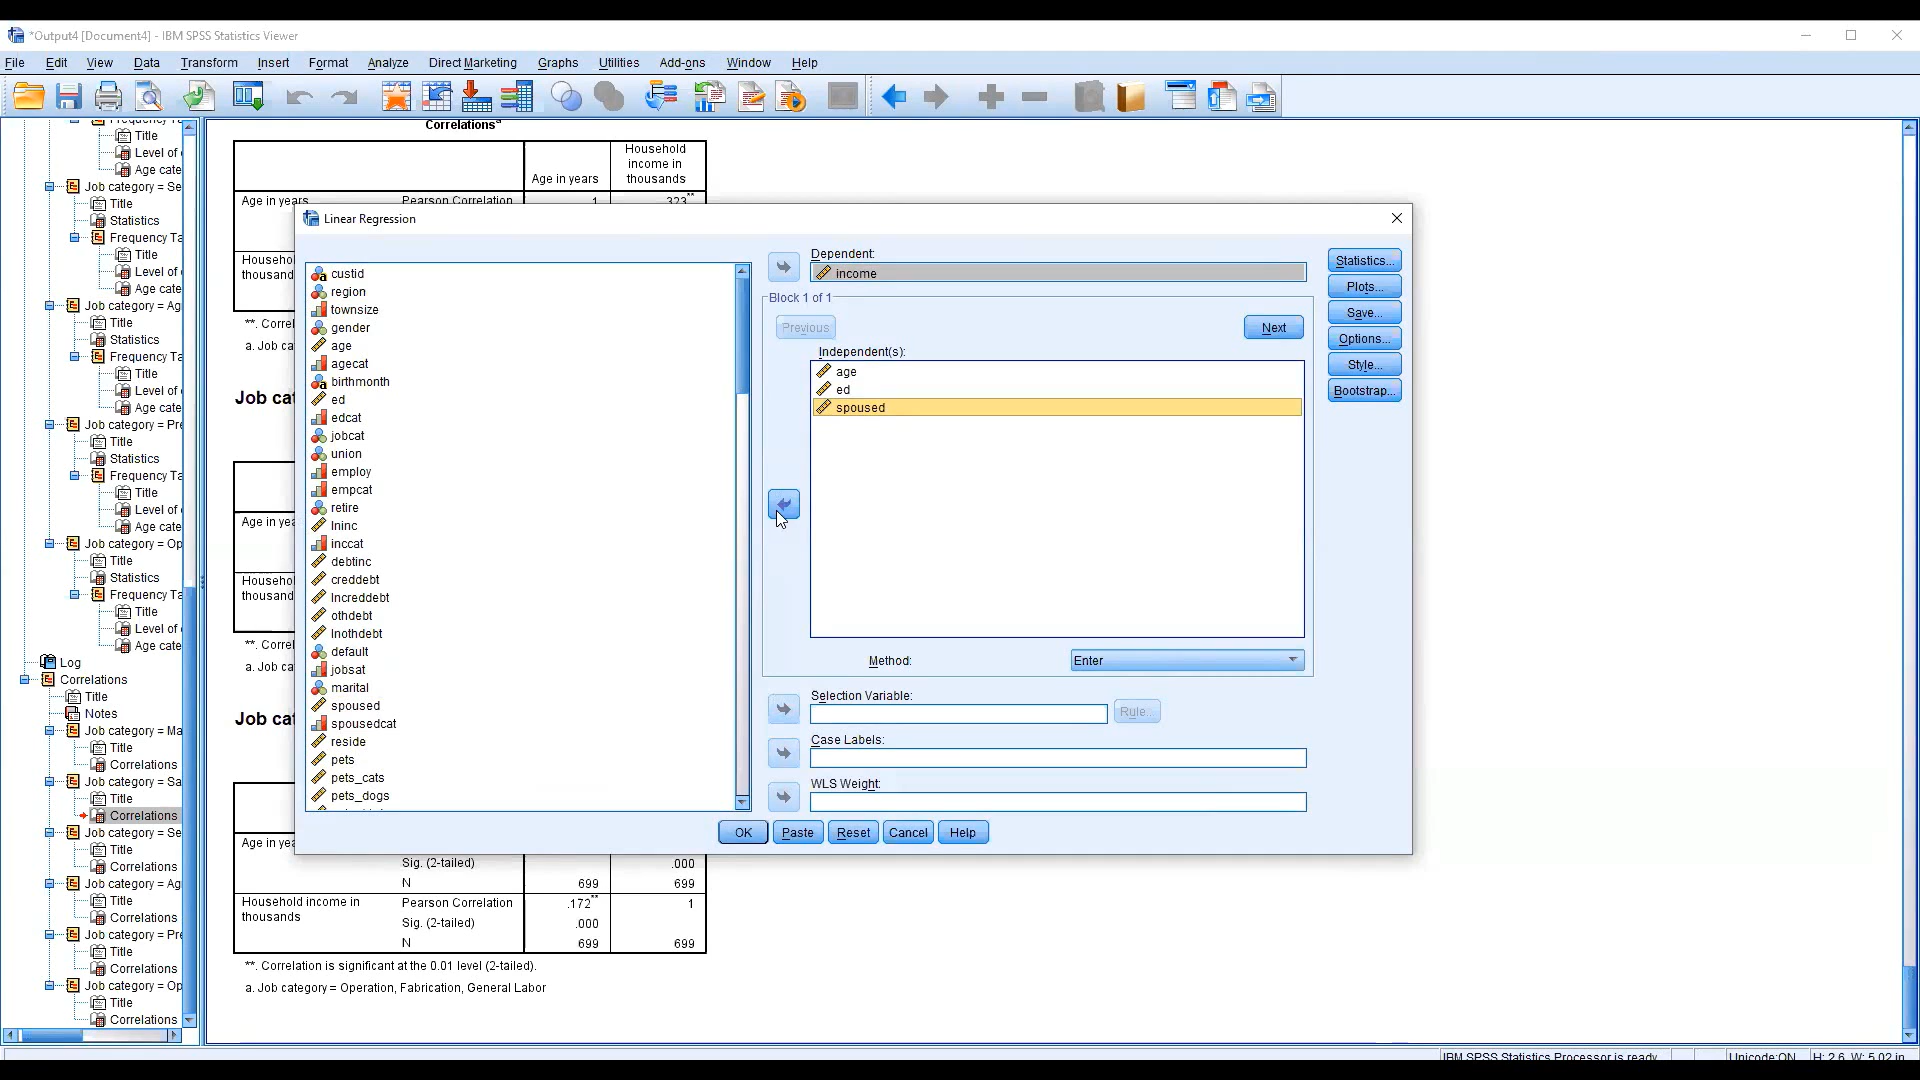 *Output4 [Document4] - IBM SPSS Statistics Viewer
File Edit View Data Transform Insert Format Analyze Direct Marketing Graphs Utilities Add-ons Window Help
Title
Level of
Age cate
Job category = Se
Title
Statistics
Frequency Ta
Title
Level of
Age cate
Job category = Ag
Title
Statistics
Frequency Ta
Title
Level of
Age cate
Job category = Pre
Title
Statistics
Frequency Ta
Title
Level of
Age cate
Job category = Op
Title
Statistics
Frequency Ta
Title
Level of
Age cate
Log
Correlations
Title
Notes
Job category = Ma
Title
Correlations
Job category = Sa
Title
Correlations
Job category = Se
Title
Correlations
Job category = Ag
Title
Correlations
Job category = Pre
Title
Correlations
Job category = Op
Title
Correlations
Correlationsa
Age in years
Household income in thousands
Age in years Pearson Correlation 1 .323**
Househol
thousand
**. Correl
a. Job ca
Job cat
Age in yea
Household
thousand
**. Correl
a. Job ca
Job cat
Age in yea
Sig. (2-tailed) .000
N 699 699
Household income in thousands
Pearson Correlation .172** 1
Sig. (2-tailed) .000
N 699 699
**. Correlation is significant at the 0.01 level (2-tailed).
a. Job category = Operation, Fabrication, General Labor
Linear Regression
custid
region
townsize
gender
age
agecat
birthmonth
ed
edcat
jobcat
union
employ
empcat
retire
lninc
inccat
debtinc
creddebt
lncreddebt
othdebt
lnothdebt
default
jobsat
marital
spoused
spousedcat
reside
pets
pets_cats
pets_dogs
Dependent:
income
Block 1 of 1
Previous
Next
Independent(s):
age
ed
spoused
Method: Enter
Selection Variable:
Rule...
Case Labels:
WLS Weight:
Statistics...
Plots...
Save...
Options...
Style...
Bootstrap...
OK Paste Reset Cancel Help
IBM SPSS Statistics Processor is ready Unicode:ON H: 2.6, W: 5.02 in